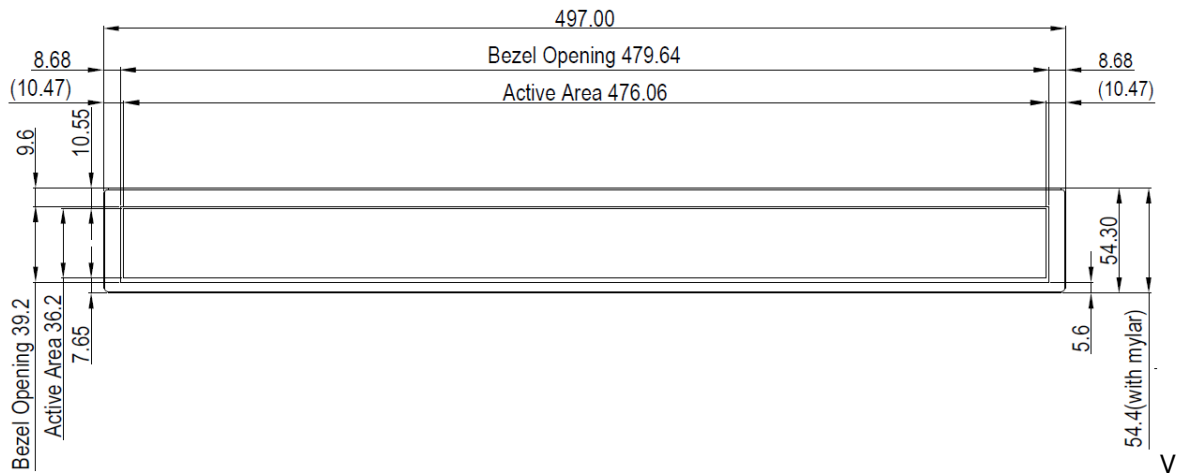 497.00
8.68
Bezel Opening 479.64
8.68
(10.47)
Active Area 476.06
(10.47)
9.6
10.55
54.30
Bezel Opening 39.2
Active Area 36.2
7.65
5.6
54.4(with mylar)
V